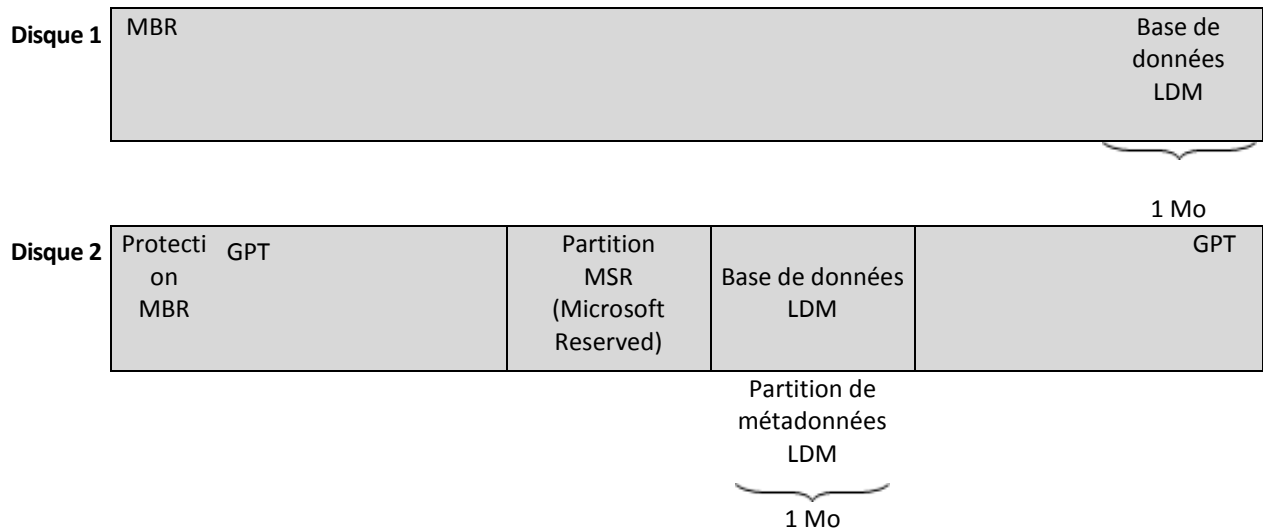 Disque 1
MBR
Base de
données
LDM
1 Mo
Disque 2
Protecti
on
MBR
GPT
Partition
MSR
(Microsoft
Reserved)
Base de données
LDM
GPT
Partition de
métadonnées
LDM
1 Mo